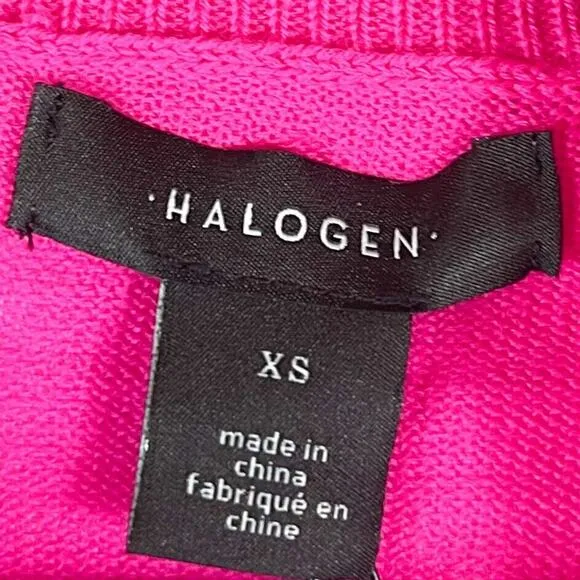 ·HALOGEN·
XS
made in
china
fabriqué en
chine